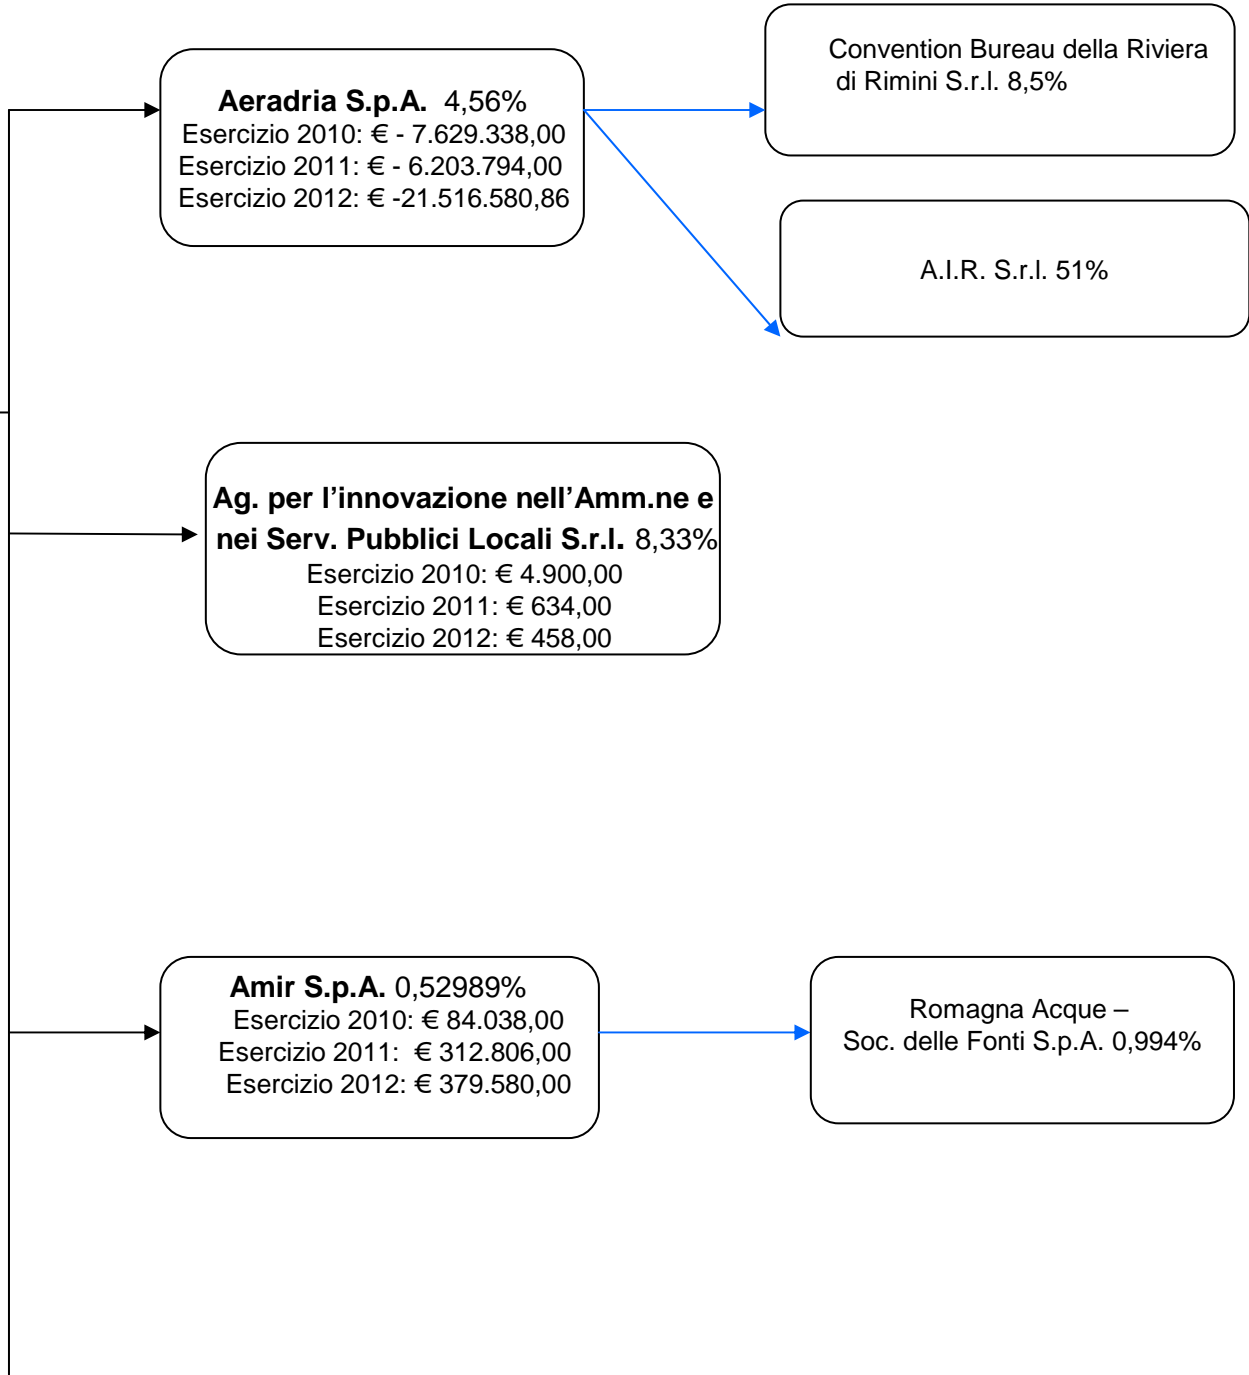 Aeradria S.p.A. 4,56%
Esercizio 2010: € - 7.629.338,00
Esercizio 2011: € - 6.203.794,00
Esercizio 2012: € -21.516.580,86
Convention Bureau della Riviera
di Rimini S.r.l. 8,5%
A.I.R. S.r.l. 51%
Ag. per l’innovazione nell’Amm.ne e
nei Serv. Pubblici Locali S.r.l. 8,33%
Esercizio 2010: € 4.900,00
Esercizio 2011: € 634,00
Esercizio 2012: € 458,00
Amir S.p.A. 0,52989%
Esercizio 2010: € 84.038,00
Esercizio 2011: € 312.806,00
Esercizio 2012: € 379.580,00
Romagna Acque –
Soc. delle Fonti S.p.A. 0,994%